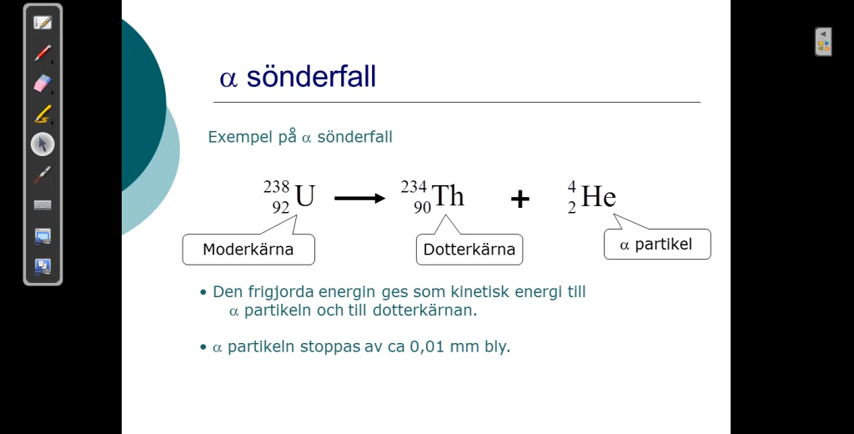 α sönderfall
Exempel på α sönderfall
238 92 U → 234 90 Th + 4 2 He
Moderkärna
Dotterkärna
α partikel
• Den frigjorda energin ges som kinetisk energi till
α partikeln och till dotterkärnan.
• α partikeln stoppas av ca 0,01 mm bly.